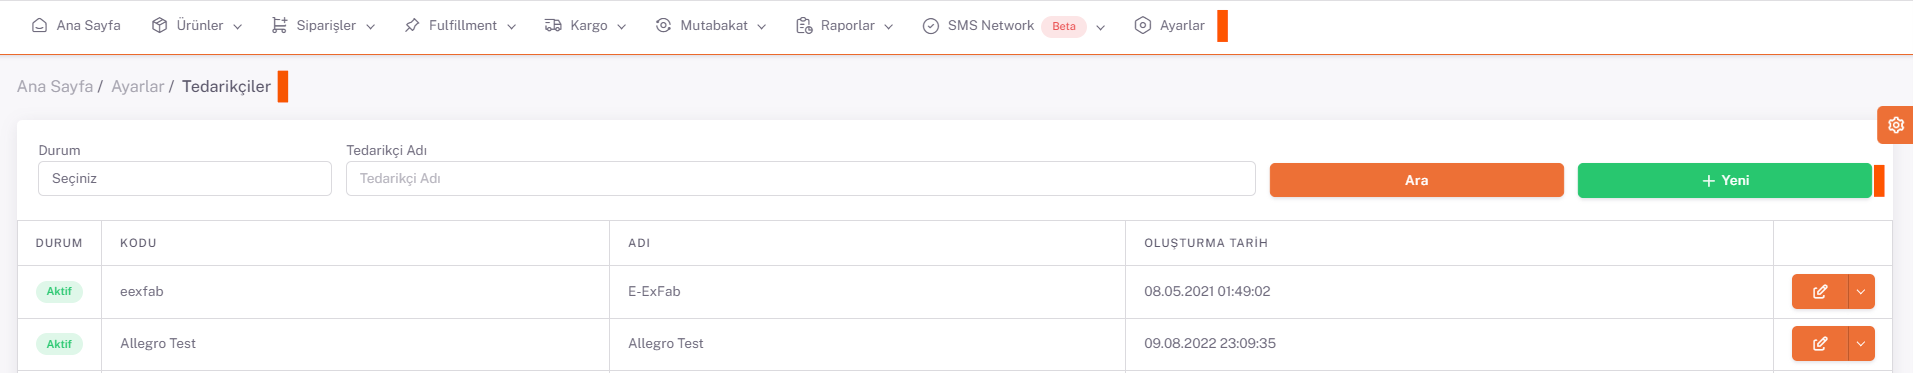 Ana Sayfa Ürünler Siparişler Fulfillment Kargo Mutabakat Raporlar SMS Network Beta Ayarlar
Ana Sayfa / Ayarlar / Tedarikçiler
Durum Tedarikçi Adı
Seçiniz Tedarikçi Adı Ara + Yeni
DURUM KODU ADI OLUŞTURMA TARİH
Aktif eexfab E-ExFab 08.05.2021 01:49:02
Aktif Allegro Test Allegro Test 09.08.2022 23:09:35